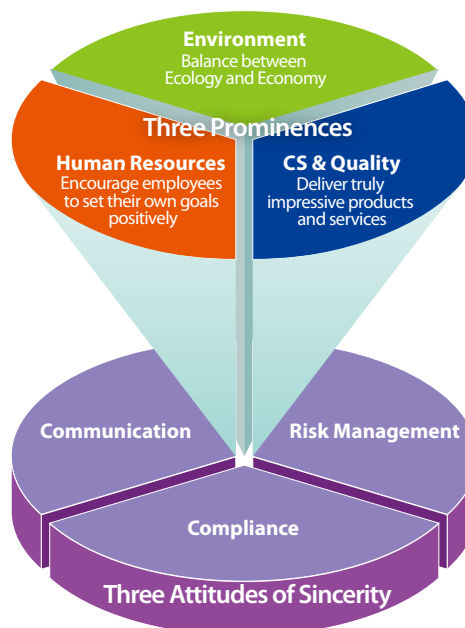 Environment
Balance between
Ecology and Economy
Three Prominences
Human Resources
Encourage employees
to set their own goals
positively
CS & Quality
Deliver truly
impressive products
and services
Communication
Risk Management
Compliance
Three Attitudes of Sincerity